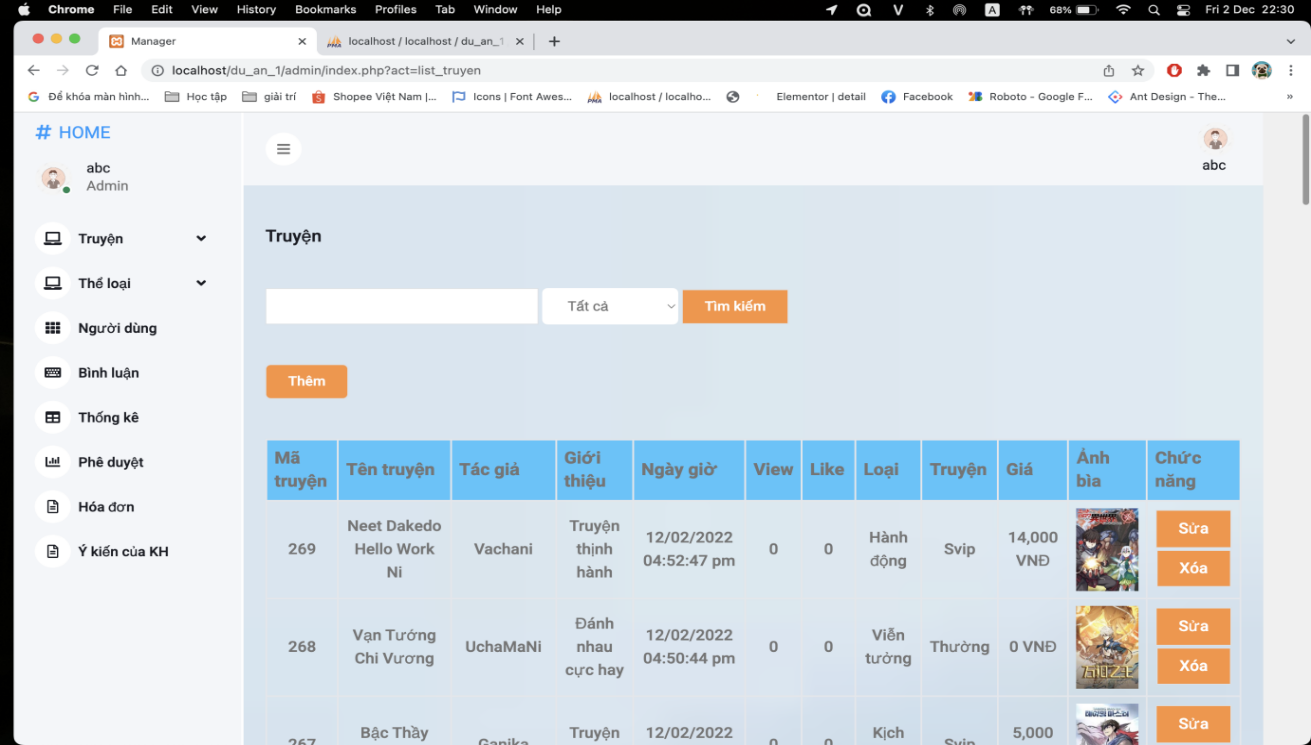 Chrome File Edit View History Bookmarks Profiles Tab Window Help
68% Fri 2 Dec 22:30
Manager
localhost / localhost / du_an_1
localhost/du_an_1/admin/index.php?act=list_truyen
Để khóa màn hình... Học tập giải trí Shopee Việt Nam |... Icons | Font Awes... localhost / localho... Elementor | detail Facebook Roboto - Google F... Ant Design - The... »
# HOME
abc
Admin
Truyện
Thể loại
Người dùng
Bình luận
Thống kê
Phê duyệt
Hóa đơn
Ý kiến của KH
abc
Truyện
Tất cả Tìm kiếm
Thêm
Mã truyện Tên truyện Tác giả Giới thiệu Ngày giờ View Like Loại Truyện Giá Ảnh bìa Chức năng
269 Neet Dakedo Hello Work Ni Vachani Truyện thịnh hành 12/02/2022 04:52:47 pm 0 0 Hành động Svip 14,000 VNĐ Sửa Xóa
268 Vạn Tướng Chi Vương UchaMaNi Đánh nhau cực hay 12/02/2022 04:50:44 pm 0 0 Viễn tưởng Thường 0 VNĐ Sửa Xóa
267 Bậc Thầy Ganika Truyện 12/02/2022 0 0 Kịch Svip 5,000 Sửa